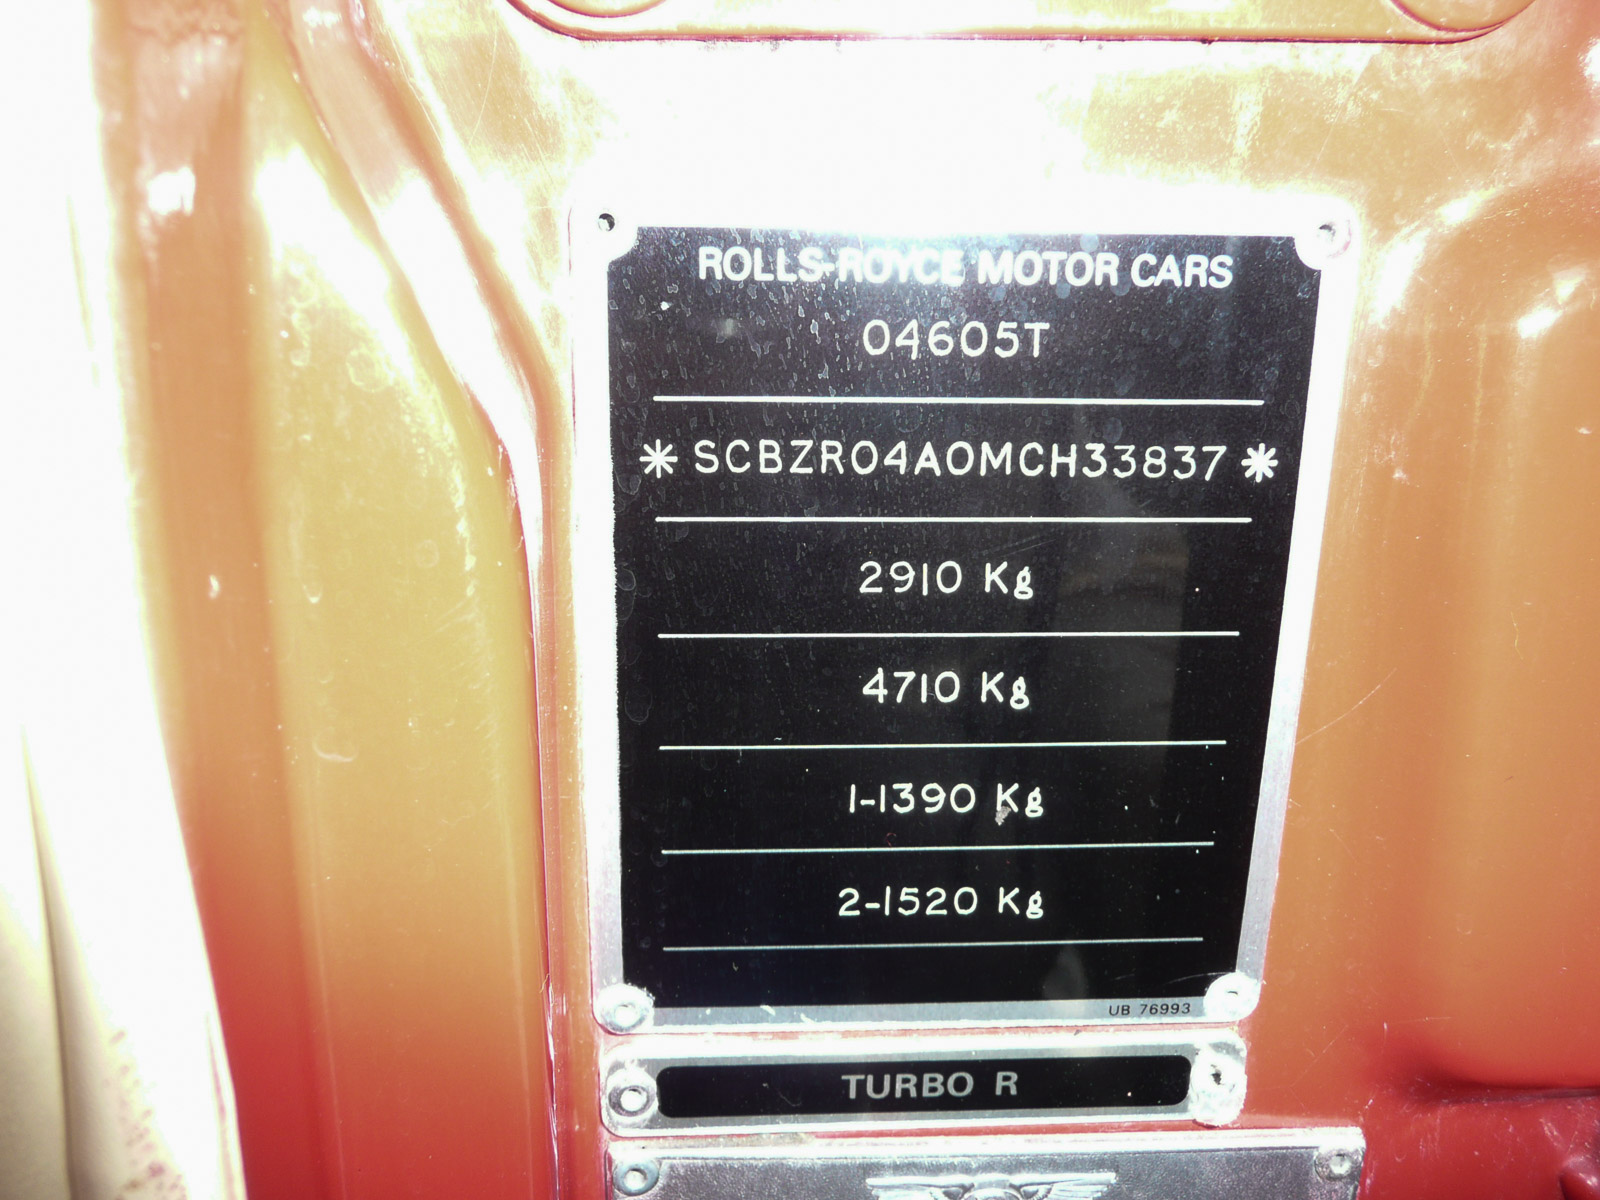 ROLLS-ROYCE MOTOR CARS
04605T
* SCBZR04A0MCH33837 *
2910 Kg
4710 Kg
1-1390 Kg
2-1520 Kg
UB 76993
TURBO R